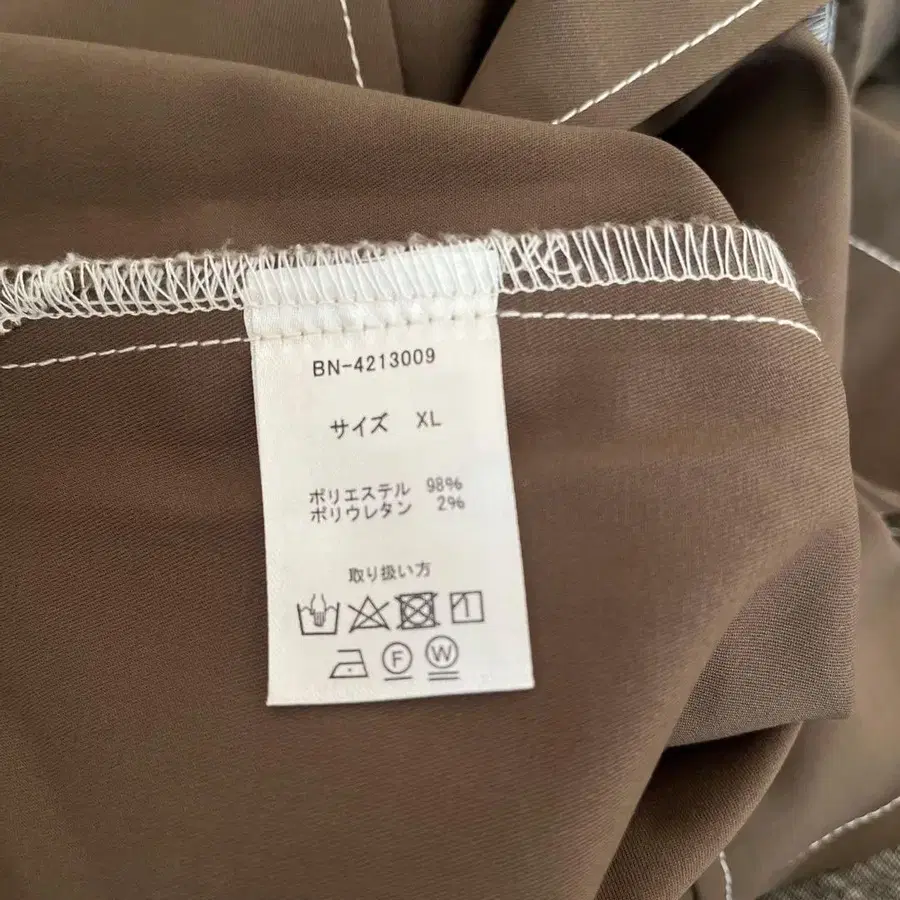 BN-4213009
サイズ XL
ポリエステル 98%
ポリウレタン 2%
取り扱い方
F W